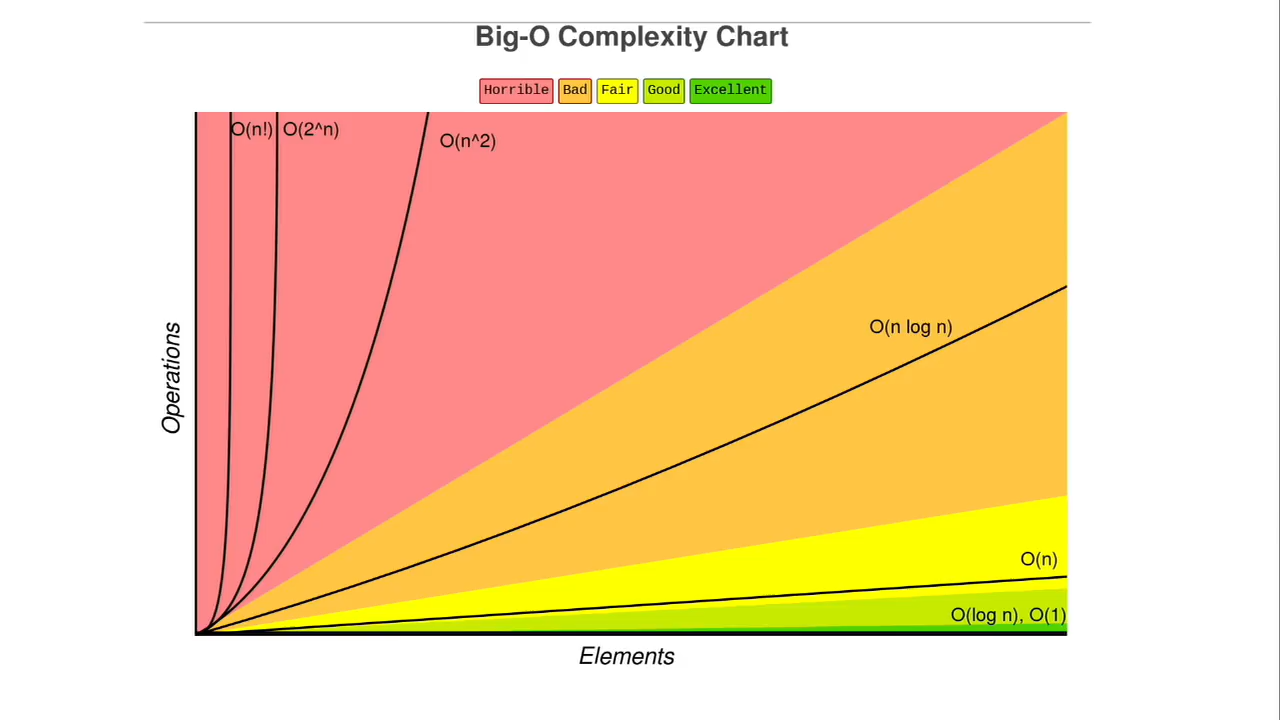 Big-O Complexity Chart
Horrible Bad Fair Good Excellent
O(n!) O(2^n)
O(n^2)
O(n log n)
Operations
O(n)
O(log n), O(1)
Elements